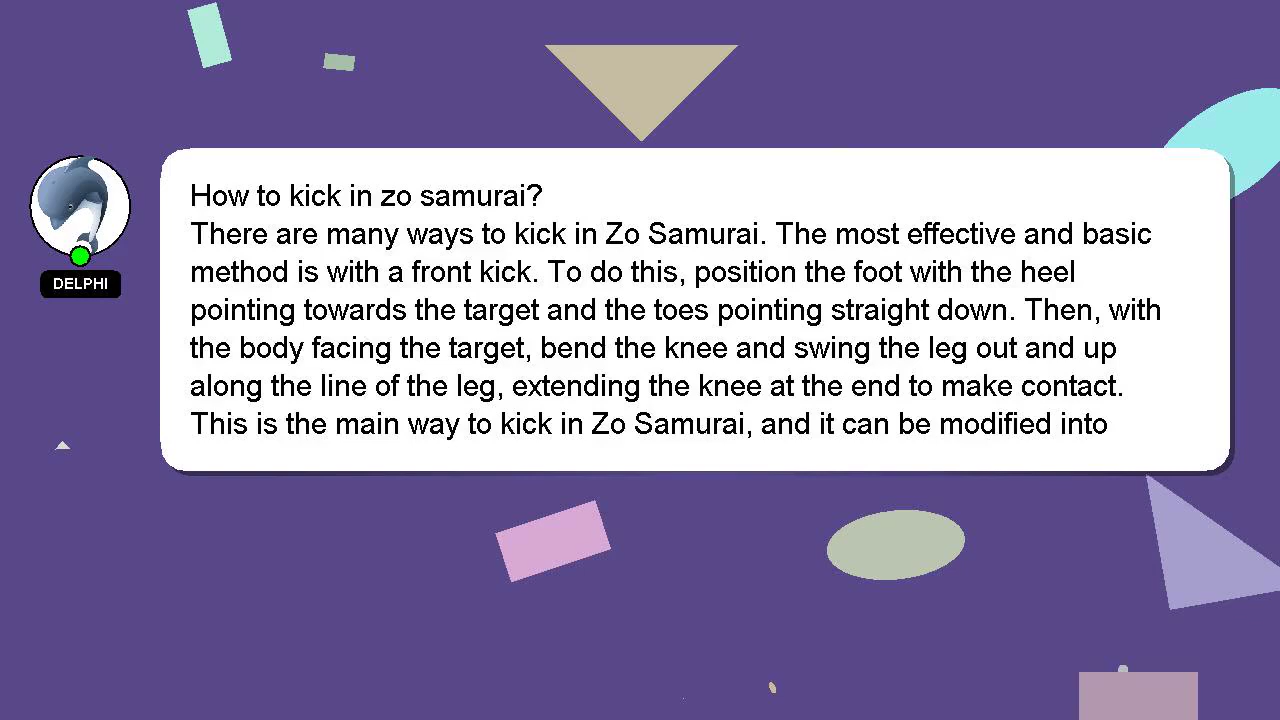 How to kick in zo samurai?
There are many ways to kick in Zo Samurai. The most effective and basic
method is with a front kick. To do this, position the foot with the heel
pointing towards the target and the toes pointing straight down. Then, with
the body facing the target, bend the knee and swing the leg out and up
along the line of the leg, extending the knee at the end to make contact.
This is the main way to kick in Zo Samurai, and it can be modified into
DELPHI